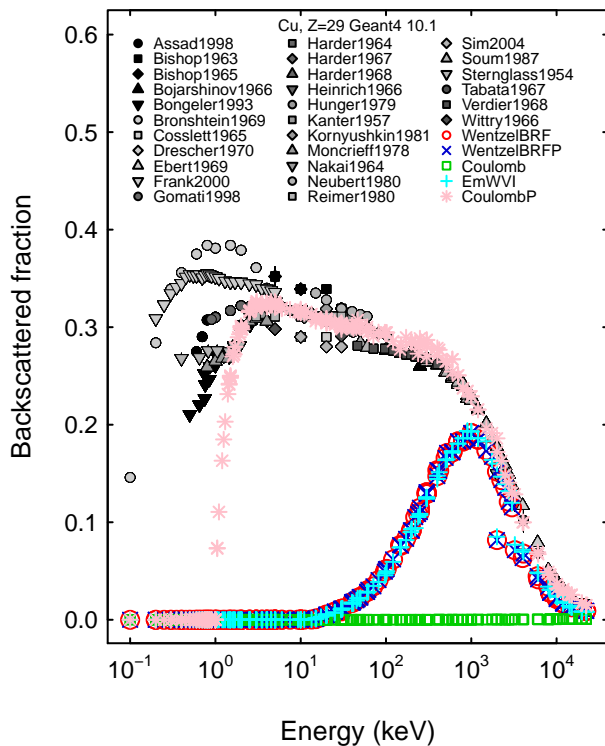 Cu, Z=29 Geant4 10.1
Assad1998
Bishop1963
Bishop1965
Bojarshinov1966
Bongeler1993
Bronshtein1969
Cosslett1965
Drescher1970
Ebert1969
Frank2000
Gomati1998
Harder1964
Harder1967
Harder1968
Heinrich1966
Hunger1979
Kanter1957
Kornyushkin1981
Moncrieff1978
Nakai1964
Neubert1980
Reimer1980
Sim2004
Soum1987
Sternglass1954
Tabata1967
Verdier1968
Wittry1966
WentzelBRF
WentzelBRFP
Coulomb
EmWVI
CoulombP
Backscattered fraction
0.6
0.5
0.4
0.3
0.2
0.1
0.0
10⁻¹ 10⁰ 10¹ 10² 10³ 10⁴
Energy (keV)